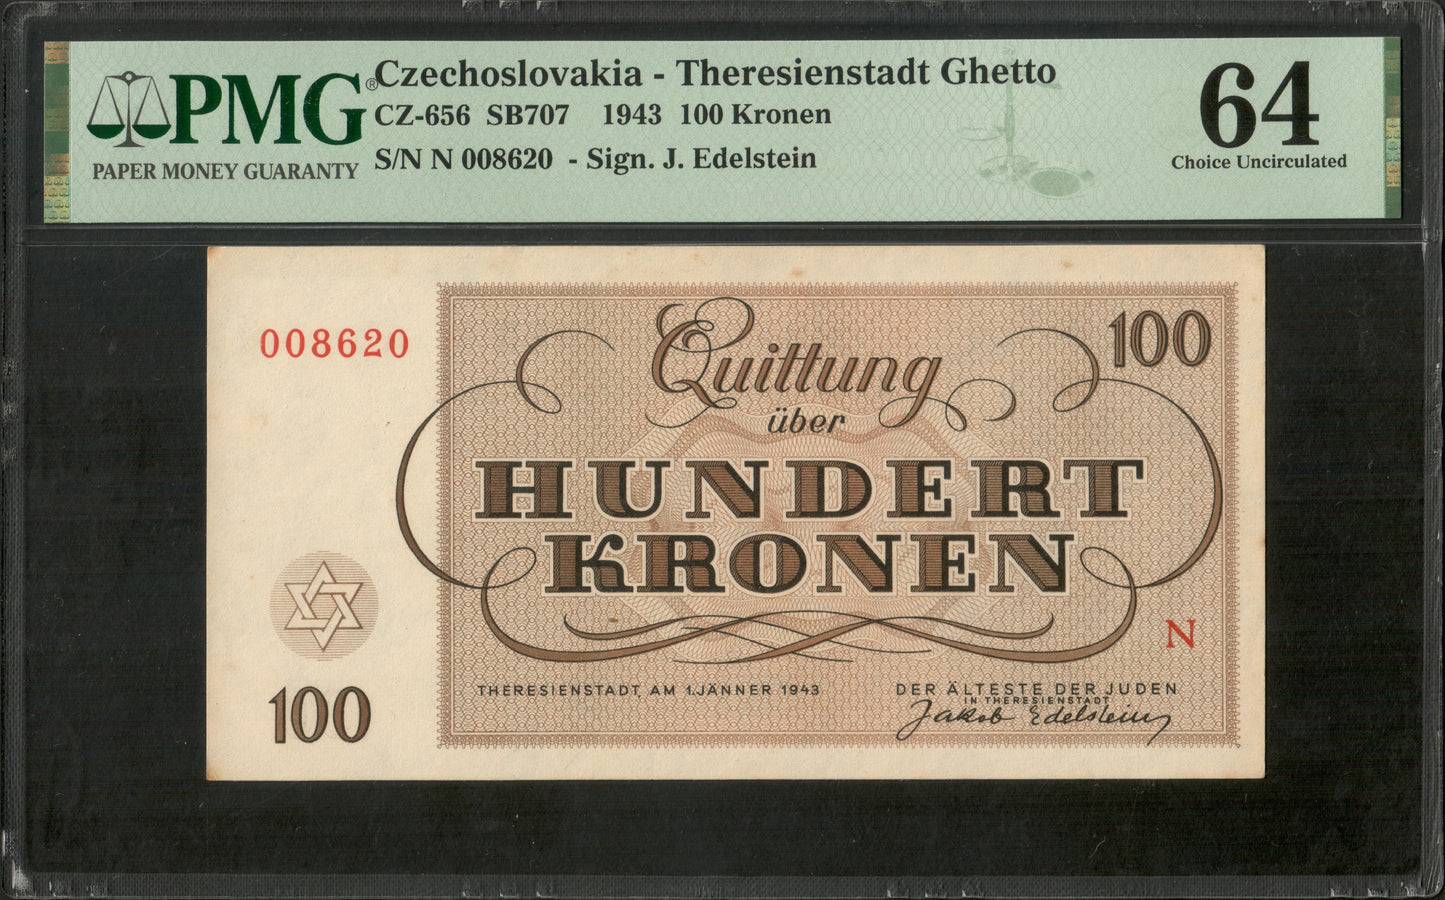 PMG®
PAPER MONEY GUARANTY
Czechoslovakia - Theresienstadt Ghetto
CZ-656 SB707 1943 100 Kronen
S/N N 008620 - Sign. J. Edelstein
64
Choice Uncirculated
008620
100
Quittung
über
HUNDERT
KRONEN
N
THERESIENSTADT, AM 1. JÄNNER 1943
DER ÄLTESTE DER JUDEN
IN THERESIENSTADT
Jakob Edelstein
100